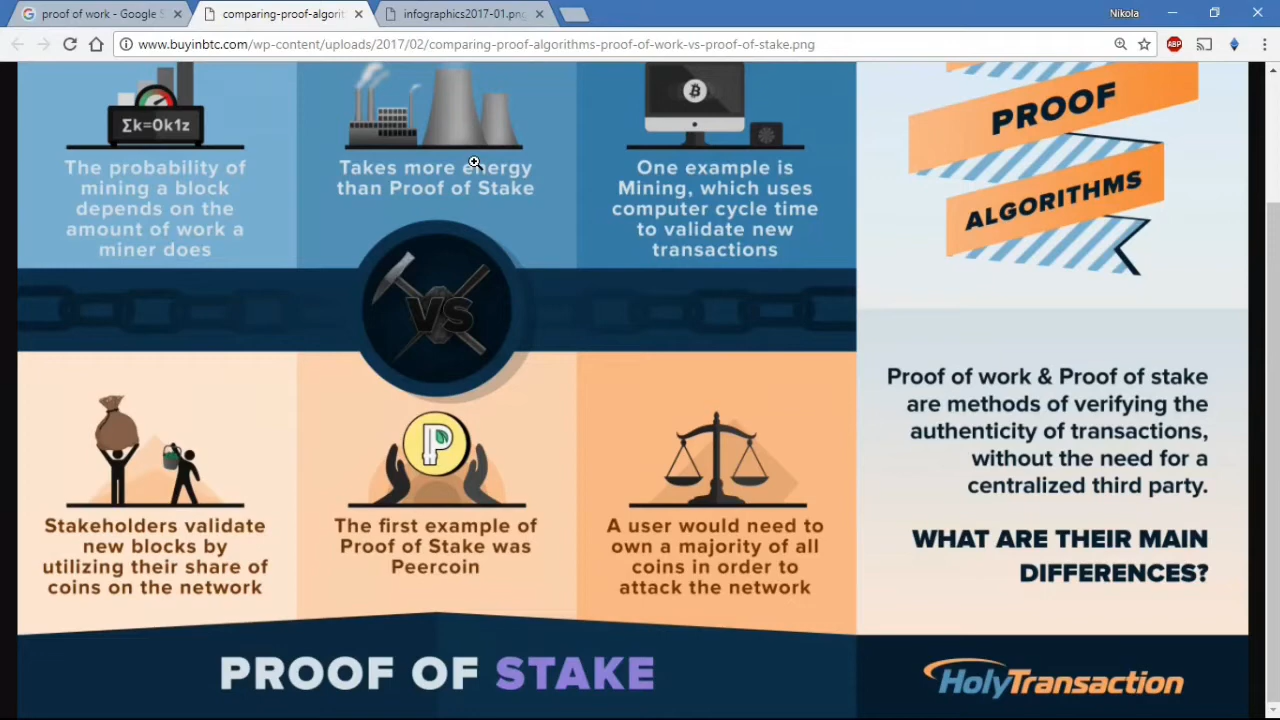 proof of work - Google S
comparing-proof-algorit
infographics2017-01.png
Nikola
www.buyinbtc.com/wp-content/uploads/2017/02/comparing-proof-algorithms-proof-of-work-vs-proof-of-stake.png
ABP
Σk=0k1z
The probability of
mining a block
depends on the
amount of work a
miner does
Takes more energy
than Proof of Stake
One example is
Mining, which uses
computer cycle time
to validate new
transactions
PROOF
ALGORITHMS
VS
Proof of work & Proof of stake
are methods of verifying the
authenticity of transactions,
without the need for a
centralized third party.
WHAT ARE THEIR MAIN
DIFFERENCES?
Stakeholders validate
new blocks by
utilizing their share of
coins on the network
The first example of
Proof of Stake was
Peercoin
A user would need to
own a majority of all
coins in order to
attack the network
PROOF OF STAKE
HolyTransaction